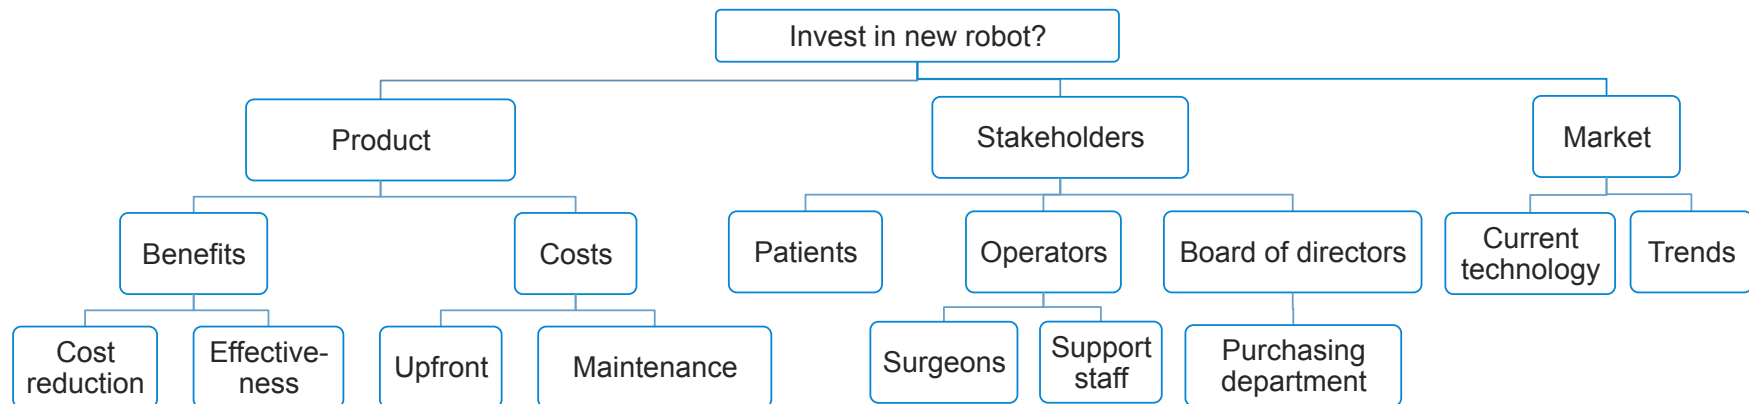 Invest in new robot?
Product
Stakeholders
Market
Benefits
Costs
Patients
Operators
Board of directors
Current
technology
Trends
Cost
reduction
Effective-
ness
Upfront
Maintenance
Surgeons
Support
staff
Purchasing
department